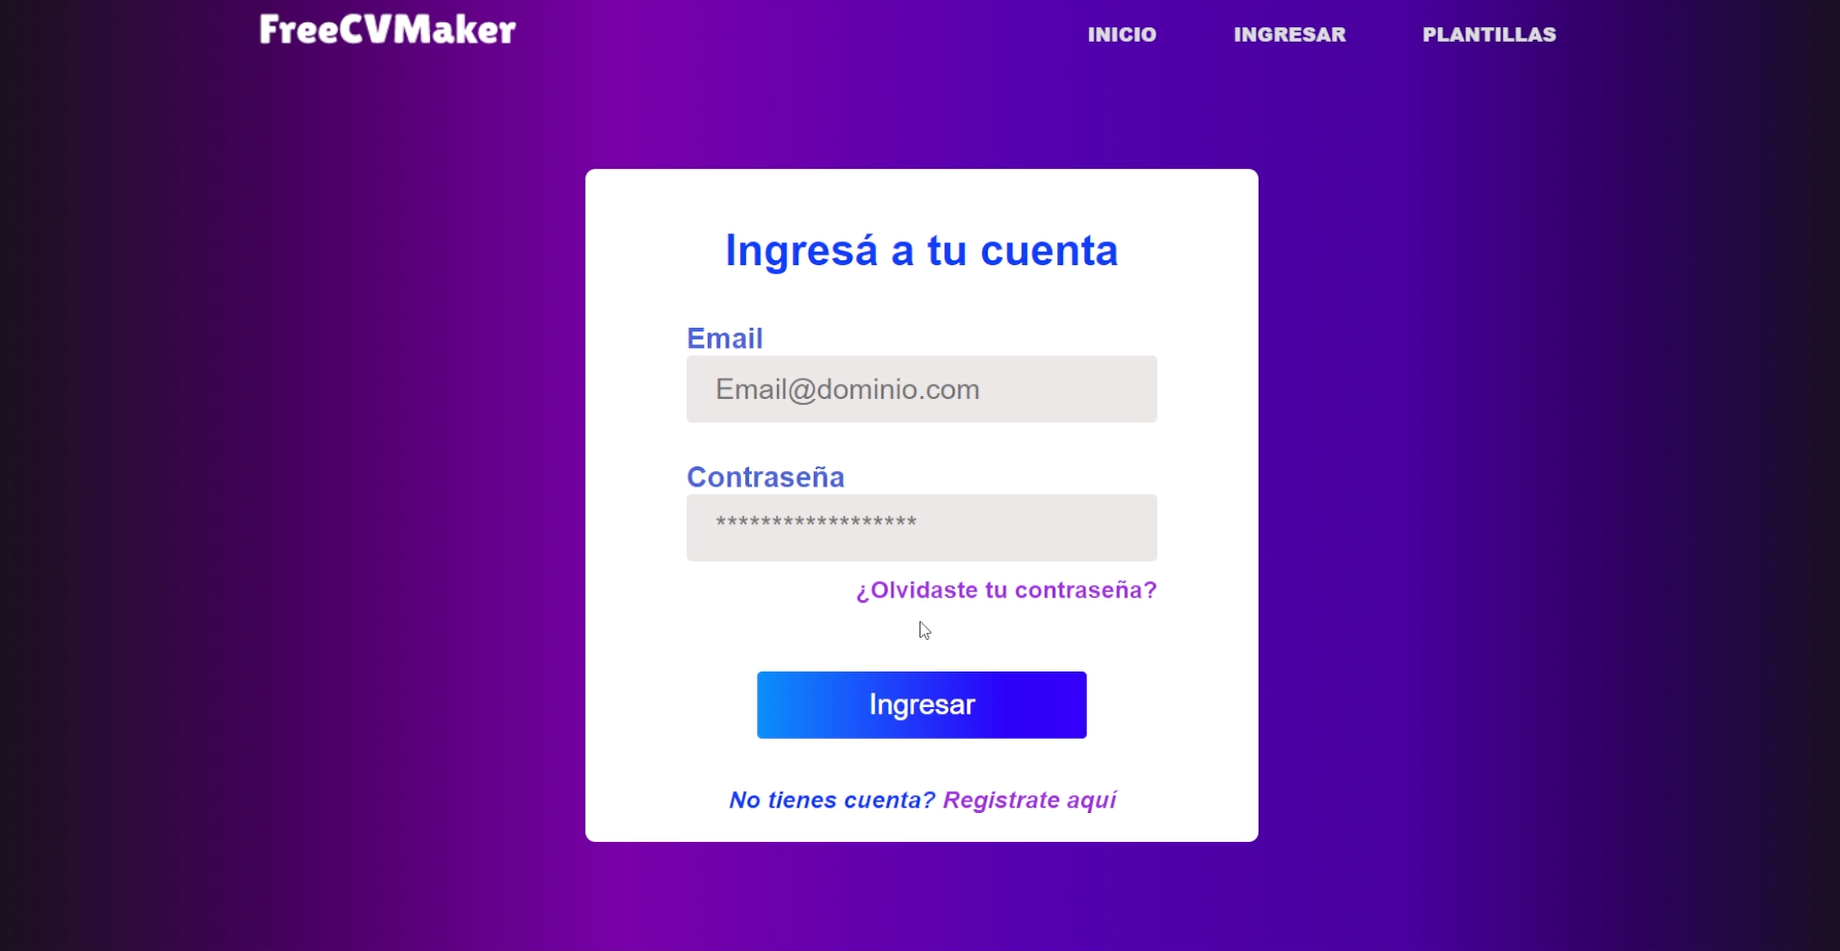 FreeCVMaker
INICIO INGRESAR PLANTILLAS
Ingresá a tu cuenta
Email
Email@dominio.com
Contraseña
******************
¿Olvidaste tu contraseña?
Ingresar
No tienes cuenta? Registrate aquí